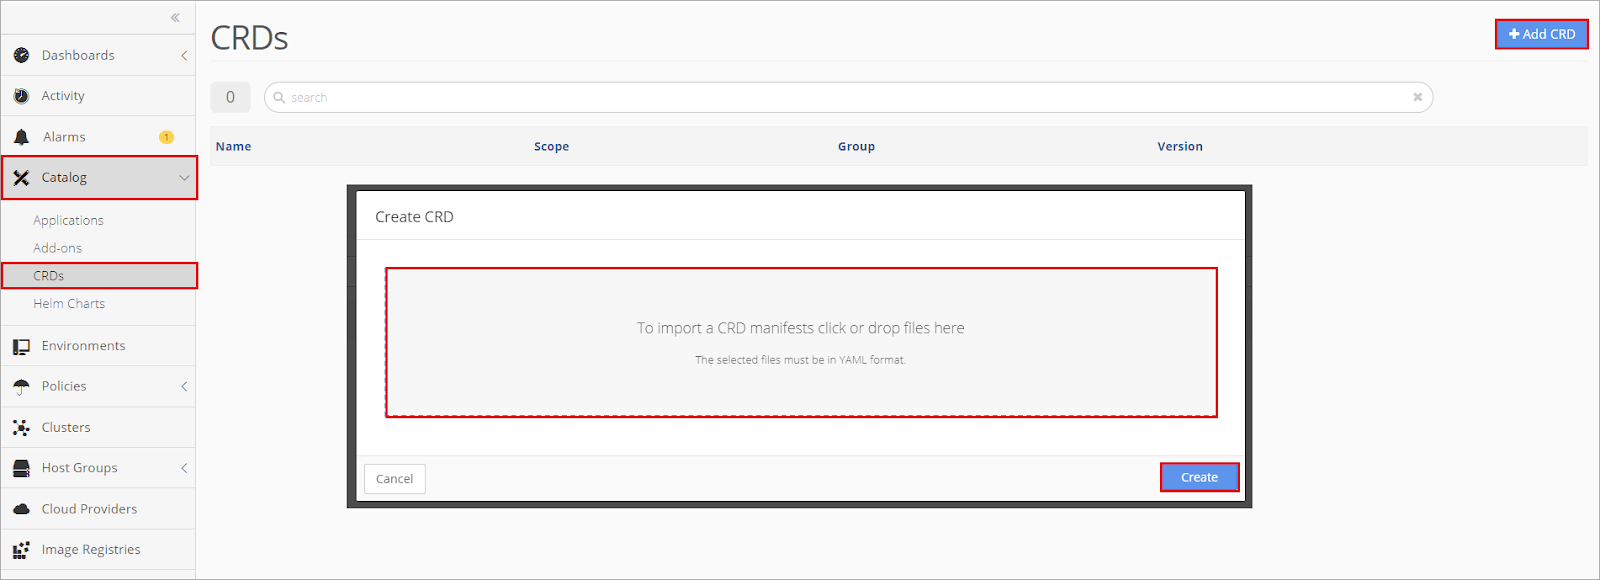 «
Dashboards
Activity
Alarms 1
Catalog
Applications
Add-ons
CRDs
Helm Charts
Environments
Policies
Clusters
Host Groups
Cloud Providers
Image Registries
CRDs
+ Add CRD
0 search ×
Name Scope Group Version
Create CRD
To import a CRD manifests click or drop files here
The selected files must be in YAML format.
Cancel Create